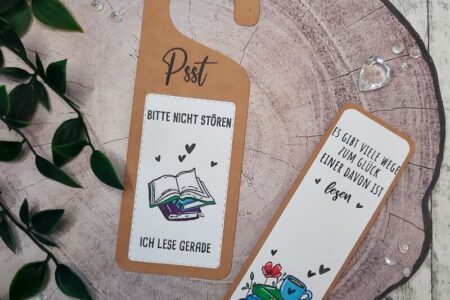 Psst
BITTE NICHT STÖREN
ICH LESE GERADE
ES GIBT VIELE WEGE
ZUM GLÜCK
EINER DAVON IST
lesen